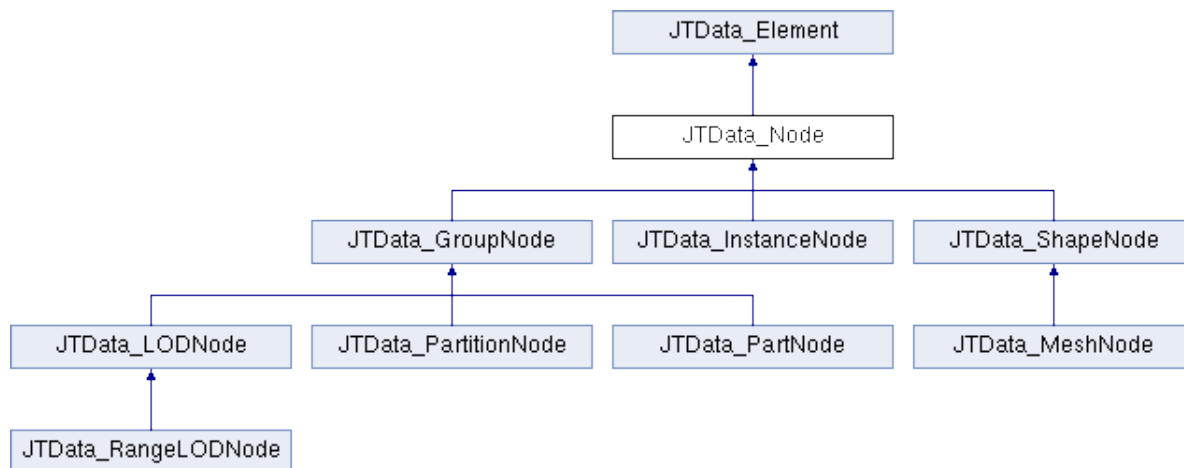 JTData_Element
JTData_Node
JTData_GroupNode
JTData_InstanceNode
JTData_ShapeNode
JTData_LODNode
JTData_PartitionNode
JTData_PartNode
JTData_MeshNode
JTData_RangeLODNode